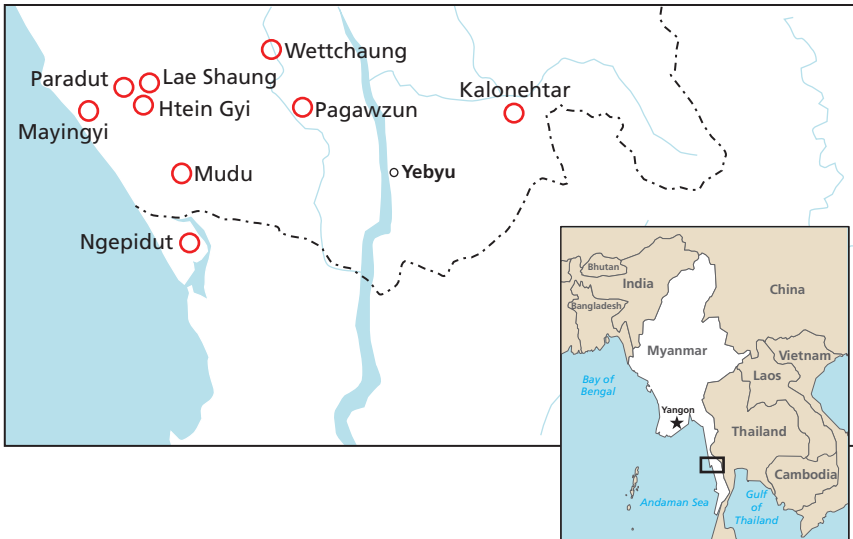 Wettchaung
Paradut
Lae Shaung
Kalonehtar
Htein Gyi
Pagawzun
Mayingyi
Mudu
Yebyu
Ngepidut
Bhutan
India
China
Bangladesh
Myanmar
Vietnam
Laos
Bay of
Bengal
Yangon
Thailand
Cambodia
Andaman Sea
Gulf
of
Thailand